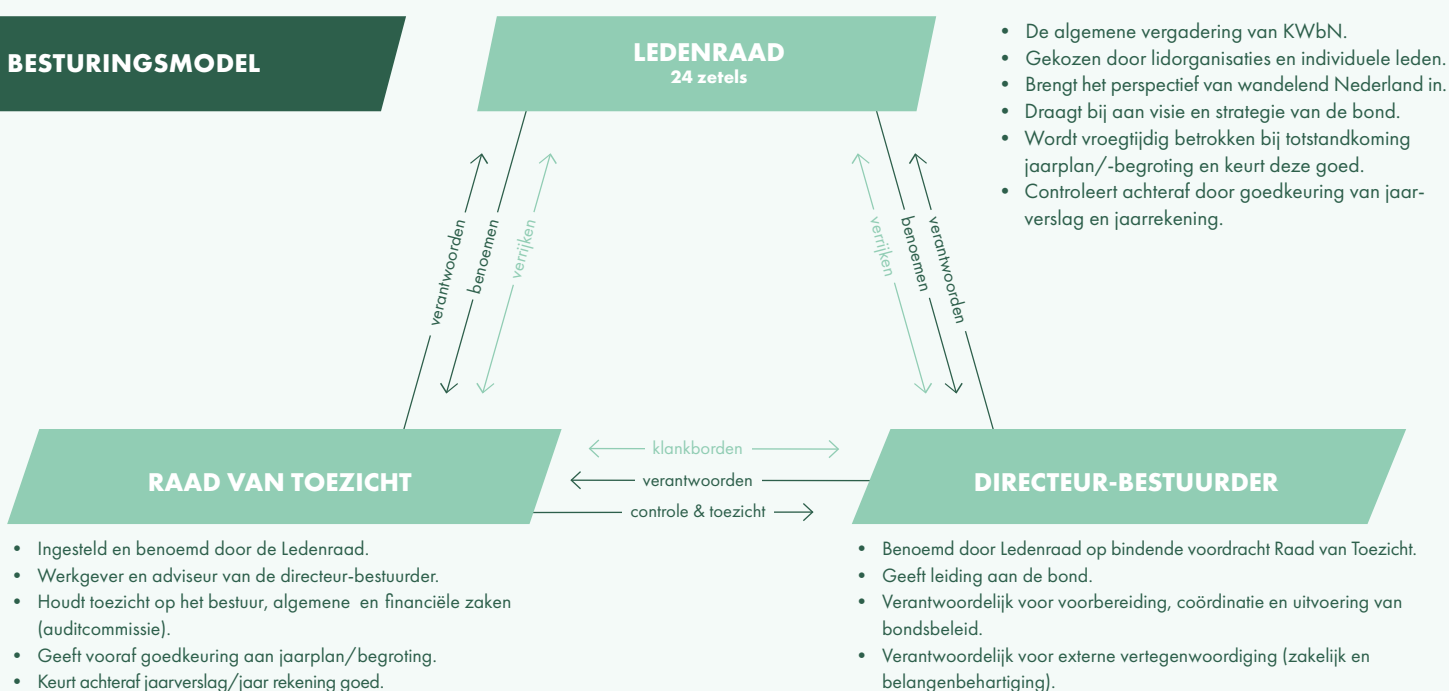 BESTURINGSMODEL
LEDENRAAD
24 zetels
• De algemene vergadering van KWbN.
• Gekozen door lidorganisaties en individuele leden.
• Brengt het perspectief van wandelend Nederland in.
• Draagt bij aan visie en strategie van de bond.
• Wordt vroegtijdig betrokken bij totstandkoming
jaarplan/-begroting en keurt deze goed.
• Controleert achteraf door goedkeuring van jaar-
verslag en jaarrekening.
verantwoorden
benoemen
verrijken
verrijken
benoemen
verantwoorden
RAAD VAN TOEZICHT
klankborden
verantwoorden
controle & toezicht
DIRECTEUR-BESTUURDER
• Ingesteld en benoemd door de Ledenraad.
• Werkgever en adviseur van de directeur-bestuurder.
• Houdt toezicht op het bestuur, algemene en financiële zaken
(auditcommissie).
• Geeft vooraf goedkeuring aan jaarplan/begroting.
• Keurt achteraf jaarverslag/jaar rekening goed.
• Benoemd door Ledenraad op bindende voordracht Raad van Toezicht.
• Geeft leiding aan de bond.
• Verantwoordelijk voor voorbereiding, coördinatie en uitvoering van
bondsbeleid.
• Verantwoordelijk voor externe vertegenwoordiging (zakelijk en
belangenbehartiging).